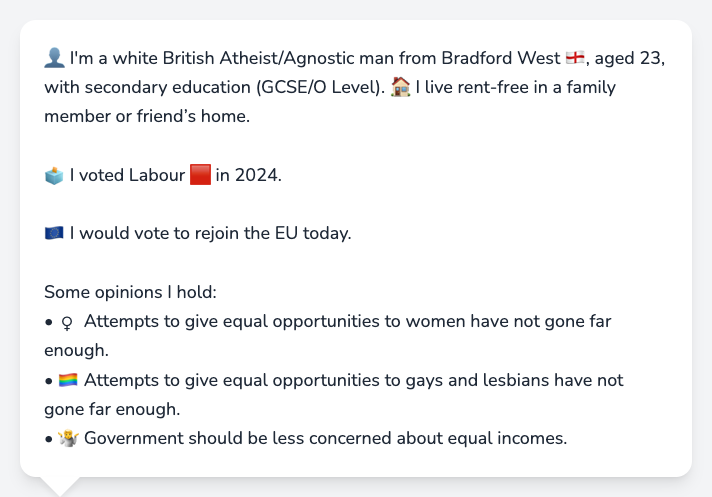 👤 I'm a white British Atheist/Agnostic man from Bradford West 🏴󠁧󠁢󠁥󠁮󠁧󠁿, aged 23,
with secondary education (GCSE/O Level). 🏠 I live rent-free in a family
member or friend’s home.
🗳️ I voted Labour 🟥 in 2024.
🇪🇺 I would vote to rejoin the EU today.
Some opinions I hold:
• ♀ Attempts to give equal opportunities to women have not gone far
enough.
• 🏳️‍🌈 Attempts to give equal opportunities to gays and lesbians have not
gone far enough.
• 🤷 Government should be less concerned about equal incomes.